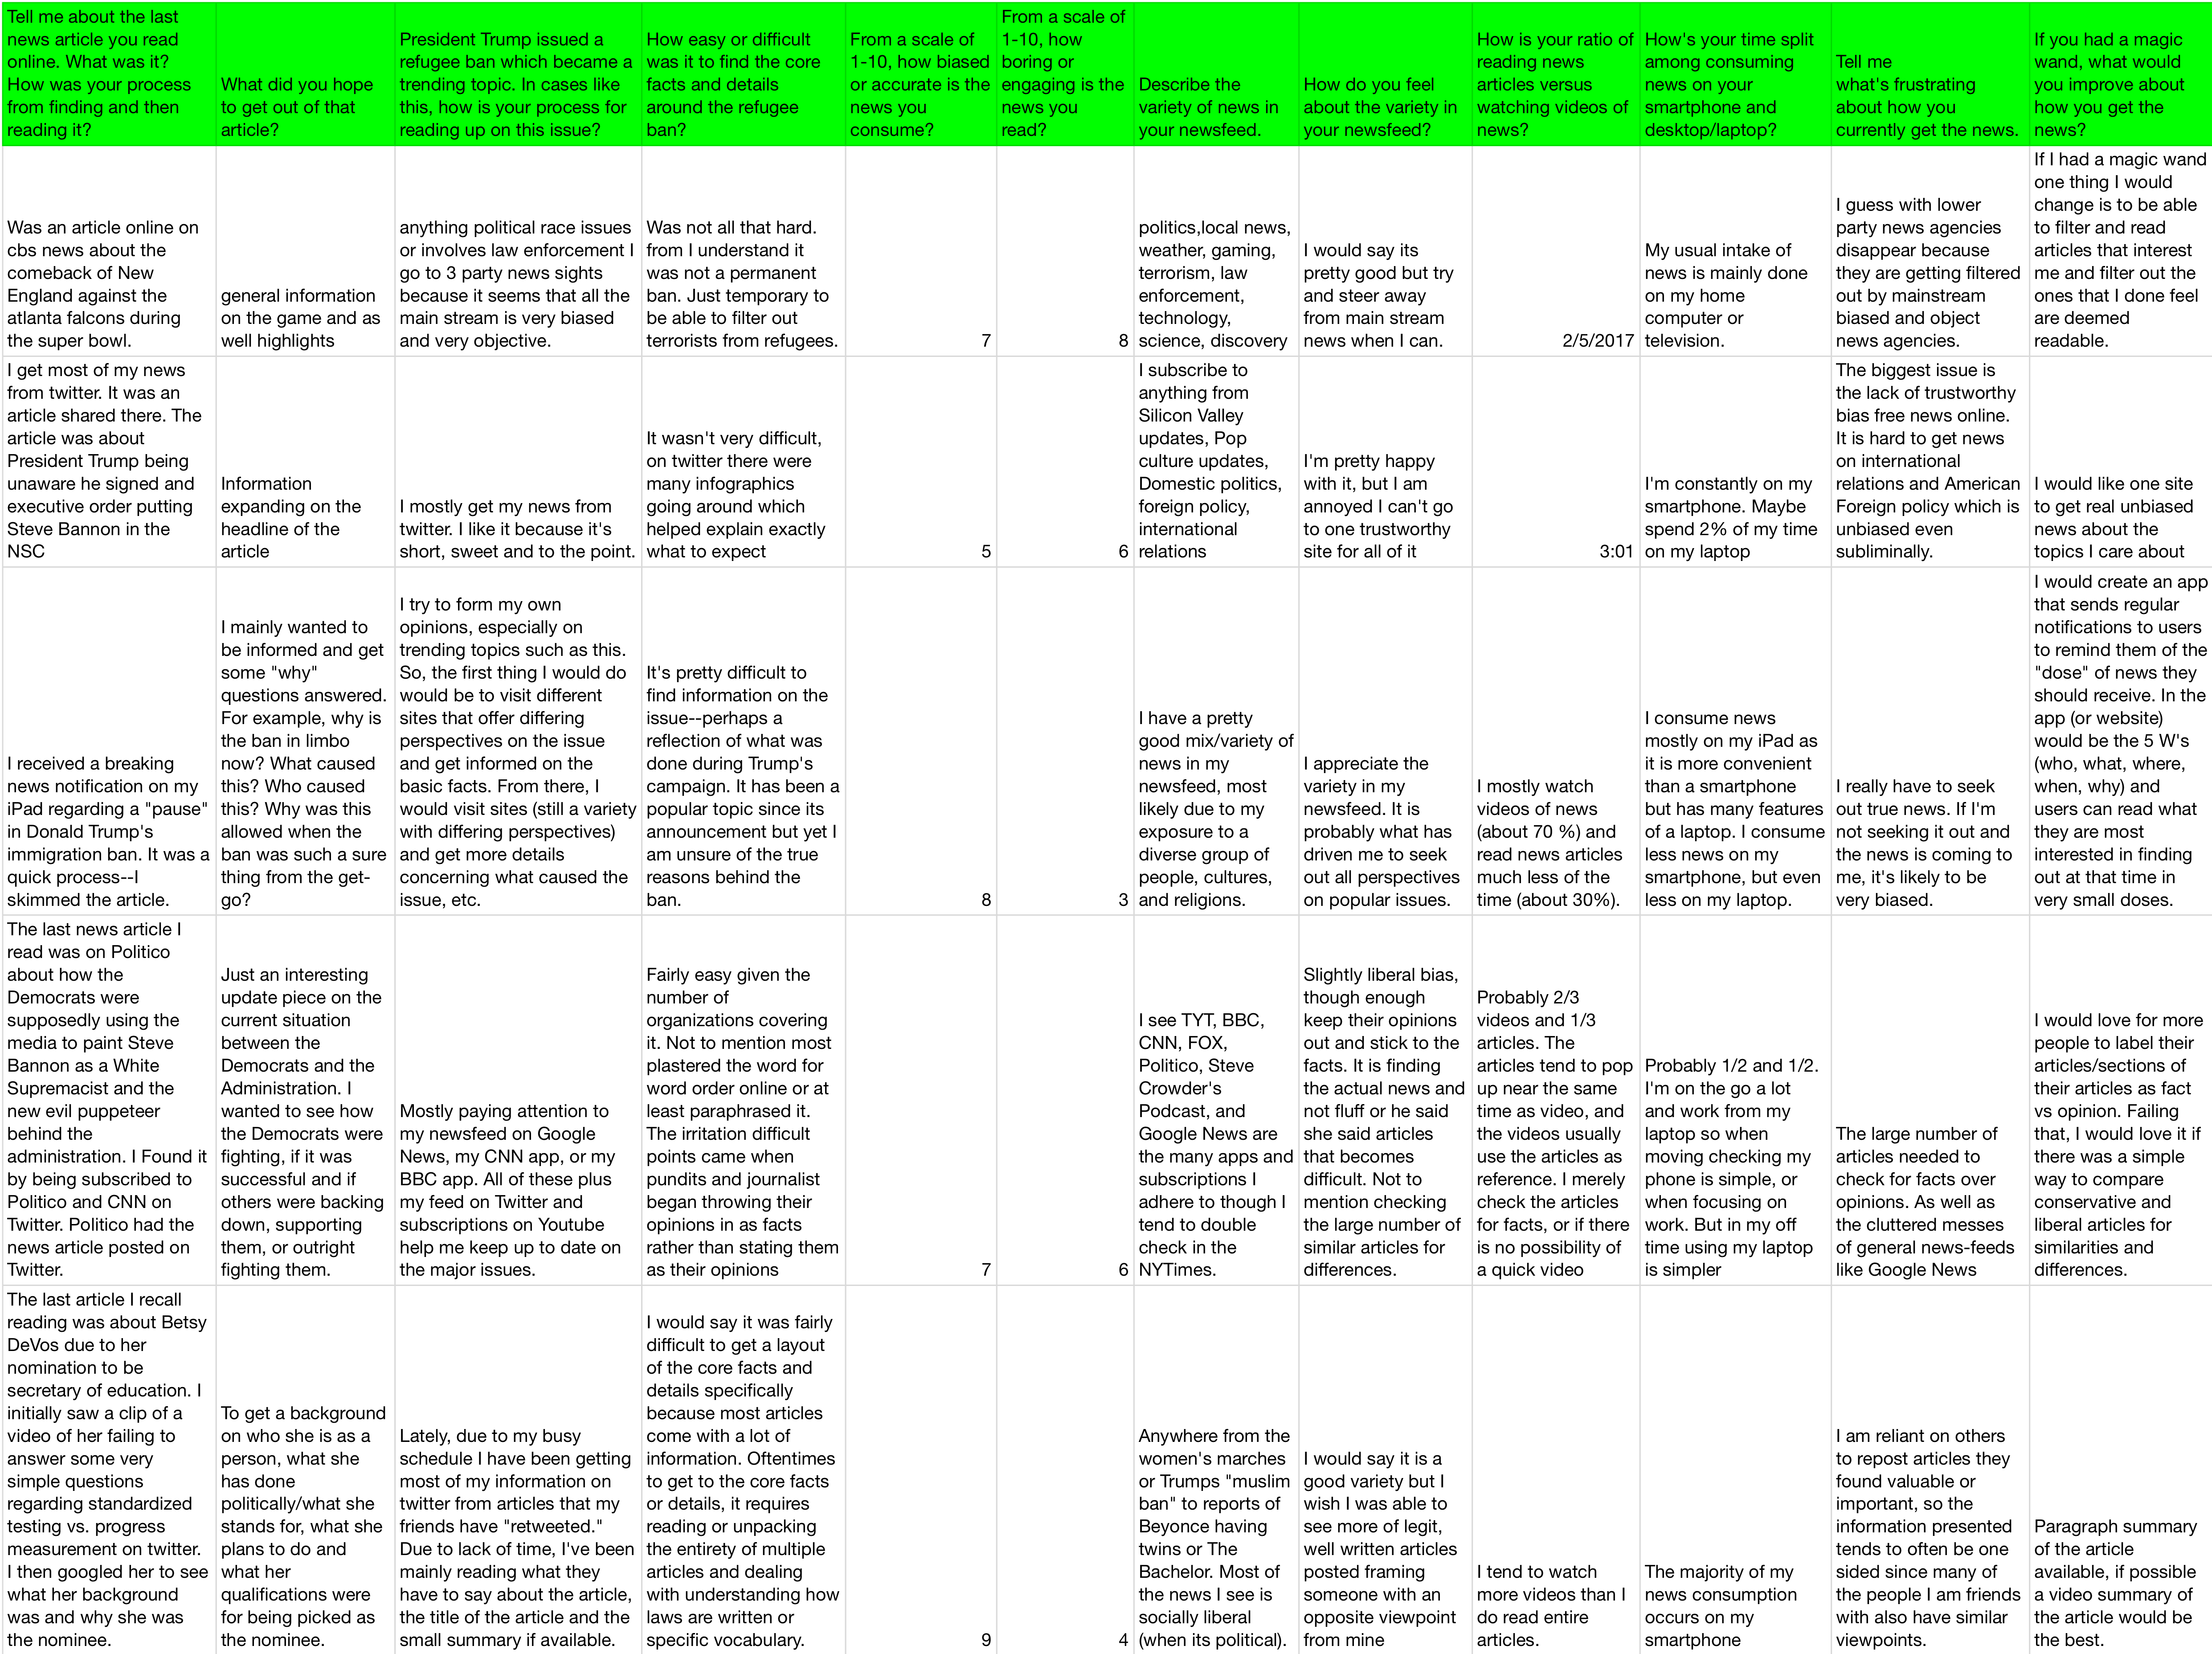 Tell me about the last
news article you read
online. What was it?
How was your process
from finding and then
reading it?
What did you hope
to get out of that
article?
President Trump issued a
refugee ban which became a
trending topic. In cases like
this, how is your process for
reading up on this issue?
How easy or difficult
was it to find the core
facts and details
around the refugee
ban?
From a scale of
1-10, how biased
or accurate is the
news you
consume?
From a scale of
1-10, how
boring or
engaging is the
news you
read?
Describe the
variety of news in
your newsfeed.
How do you feel
about the variety in
your newsfeed?
How is your ratio of
reading news
articles versus
watching videos of
news?
How's your time split
among consuming
news on your
smartphone and
desktop/laptop?
Tell me
what's frustrating
about how you
currently get the news.
If you had a magic
wand, what would
you improve about
how you get the
news?
Was an article online on
cbs news about the
comeback of New
England against the
atlanta falcons during
the super bowl.
general information
on the game and as
well highlights
anything political race issues
or involves law enforcement I
go to 3 party news sights
because it seems that all the
main stream is very biased
and very objective.
Was not all that hard.
from I understand it
was not a permanent
ban. Just temporary to
be able to filter out
terrorists from refugees.
7
8
politics,local news,
weather, gaming,
terrorism, law
enforcement,
technology,
science, discovery
I would say its
pretty good but try
and steer away
from main stream
news when I can.
2/5/2017
My usual intake of
news is mainly done
on my home
computer or
television.
I guess with lower
party news agencies
disappear because
they are getting filtered
out by mainstream
biased and object
news agencies.
If I had a magic wand
one thing I would
change is to be able
to filter and read
articles that interest
me and filter out the
ones that I done feel
are deemed
readable.
I get most of my news
from twitter. It was an
article shared there. The
article was about
President Trump being
unaware he signed and
executive order putting
Steve Bannon in the
NSC
Information
expanding on the
headline of the
article
I mostly get my news from
twitter. I like it because it's
short, sweet and to the point.
It wasn't very difficult,
on twitter there were
many infographics
going around which
helped explain exactly
what to expect
5
6
I subscribe to
anything from
Silicon Valley
updates, Pop
culture updates,
Domestic politics,
foreign policy,
international
relations
I'm pretty happy
with it, but I am
annoyed I can't go
to one trustworthy
site for all of it
3:01
I'm constantly on my
smartphone. Maybe
spend 2% of my time
on my laptop
The biggest issue is
the lack of trustworthy
bias free news online.
It is hard to get news
on international
relations and American
Foreign policy which is
unbiased even
subliminally.
I would like one site
to get real unbiased
news about the
topics I care about
I received a breaking
news notification on my
iPad regarding a "pause"
in Donald Trump's
immigration ban. It was a
quick process--I
skimmed the article.
I mainly wanted to
be informed and get
some "why"
questions answered.
For example, why is
the ban in limbo
now? What caused
this? Who caused
this? Why was this
allowed when the
ban was such a sure
thing from the get-
go?
I try to form my own
opinions, especially on
trending topics such as this.
So, the first thing I would do
would be to visit different
sites that offer differing
perspectives on the issue
and get informed on the
basic facts. From there, I
would visit sites (still a variety
with differing perspectives)
and get more details
concerning what caused the
issue, etc.
It's pretty difficult to
find information on the
issue--perhaps a
reflection of what was
done during Trump's
campaign. It has been a
popular topic since its
announcement but yet I
am unsure of the true
reasons behind the
ban.
8
3
I have a pretty
good mix/variety of
news in my
newsfeed, most
likely due to my
exposure to a
diverse group of
people, cultures,
and religions.
I appreciate the
variety in my
newsfeed. It is
probably what has
driven me to seek
out all perspectives
on popular issues.
I mostly watch
videos of news
(about 70 %) and
read news articles
much less of the
time (about 30%).
I consume news
mostly on my iPad as
it is more convenient
than a smartphone
but has many features
of a laptop. I consume
less news on my
smartphone, but even
less on my laptop.
I really have to seek
out true news. If I'm
not seeking it out and
the news is coming to
me, it's likely to be
very biased.
I would create an app
that sends regular
notifications to users
to remind them of the
"dose" of news they
should receive. In the
app (or website)
would be the 5 W's
(who, what, where,
when, why) and
users can read what
they are most
interested in finding
out at that time in
very small doses.
The last news article I
read was on Politico
about how the
Democrats were
supposedly using the
media to paint Steve
Bannon as a White
Supremacist and the
new evil puppeteer
behind the
administration. I Found it
by being subscribed to
Politico and CNN on
Twitter. Politico had the
news article posted on
Twitter.
Just an interesting
update piece on the
current situation
between the
Democrats and the
Administration. I
wanted to see how
the Democrats were
fighting, if it was
successful and if
others were backing
down, supporting
them, or outright
fighting them.
Mostly paying attention to
my newsfeed on Google
News, my CNN app, or my
BBC app. All of these plus
my feed on Twitter and
subscriptions on Youtube
help me keep up to date on
the major issues.
Fairly easy given the
number of
organizations covering
it. Not to mention most
plastered the word for
word order online or at
least paraphrased it.
The irritation difficult
points came when
pundits and journalist
began throwing their
opinions in as facts
rather than stating them
as their opinions
7
6
I see TYT, BBC,
CNN, FOX,
Politico, Steve
Crowder's
Podcast, and
Google News are
the many apps and
subscriptions I
adhere to though I
tend to double
check in the
NYTimes.
Slightly liberal bias,
though enough
keep their opinions
out and stick to the
facts. It is finding
the actual news and
not fluff or he said
she said articles
that becomes
difficult. Not to
mention checking
the large number of
similar articles for
differences.
Probably 2/3
videos and 1/3
articles. The
articles tend to pop
up near the same
time as video, and
the videos usually
use the articles as
reference. I merely
check the articles
for facts, or if there
is no possibility of
a quick video
Probably 1/2 and 1/2.
I'm on the go a lot
and work from my
laptop so when
moving checking my
phone is simple, or
when focusing on
work. But in my off
time using my laptop
is simpler
The large number of
articles needed to
check for facts over
opinions. As well as
the cluttered messes
of general news-feeds
like Google News
I would love for more
people to label their
articles/sections of
their articles as fact
vs opinion. Failing
that, I would love it if
there was a simple
way to compare
conservative and
liberal articles for
similarities and
differences.
The last article I recall
reading was about Betsy
DeVos due to her
nomination to be
secretary of education. I
initially saw a clip of a
video of her failing to
answer some very
simple questions
regarding standardized
testing vs. progress
measurement on twitter.
I then googled her to see
what her background
was and why she was
the nominee.
To get a background
on who she is as a
person, what she
has done
politically/what she
stands for, what she
plans to do and
what her
qualifications were
for being picked as
the nominee.
Lately, due to my busy
schedule I have been getting
most of my information on
twitter from articles that my
friends have "retweeted."
Due to lack of time, I've been
mainly reading what they
have to say about the article,
the title of the article and the
small summary if available.
I would say it was fairly
difficult to get a layout
of the core facts and
details specifically
because most articles
come with a lot of
information. Oftentimes
to get to the core facts
or details, it requires
reading or unpacking
the entirety of multiple
articles and dealing
with understanding how
laws are written or
specific vocabulary.
9
4
Anywhere from the
women's marches
or Trumps "muslim
ban" to reports of
Beyonce having
twins or The
Bachelor. Most of
the news I see is
socially liberal
(when its political).
I would say it is a
good variety but I
wish I was able to
see more of legit,
well written articles
posted framing
someone with an
opposite viewpoint
from mine
I tend to watch
more videos than I
do read entire
articles.
The majority of my
news consumption
occurs on my
smartphone
I am reliant on others
to repost articles they
found valuable or
important, so the
information presented
tends to often be one
sided since many of
the people I am friends
with also have similar
viewpoints.
Paragraph summary
of the article
available, if possible
a video summary of
the article would be
the best.